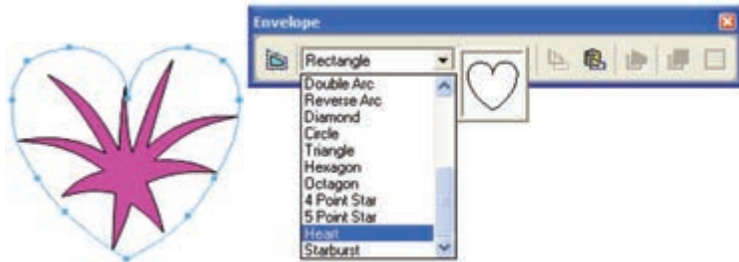 Envelope
Rectangle
Double Arc
Reverse Arc
Diamond
Circle
Triangle
Hexagon
Octagon
4 Point Star
5 Point Star
Heart
Starburst